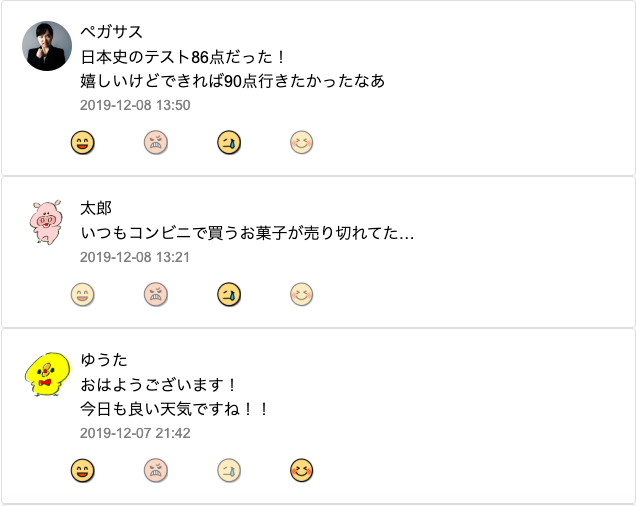 ペガサス
日本史のテスト86点だった！
嬉しいけどできれば90点行きたかったなあ
2019-12-08 13:50
太郎
いつもコンビニで買うお菓子が売り切れてた…
2019-12-08 13:21
ゆうた
おはようございます！
今日も良い天気ですね！！
2019-12-07 21:42